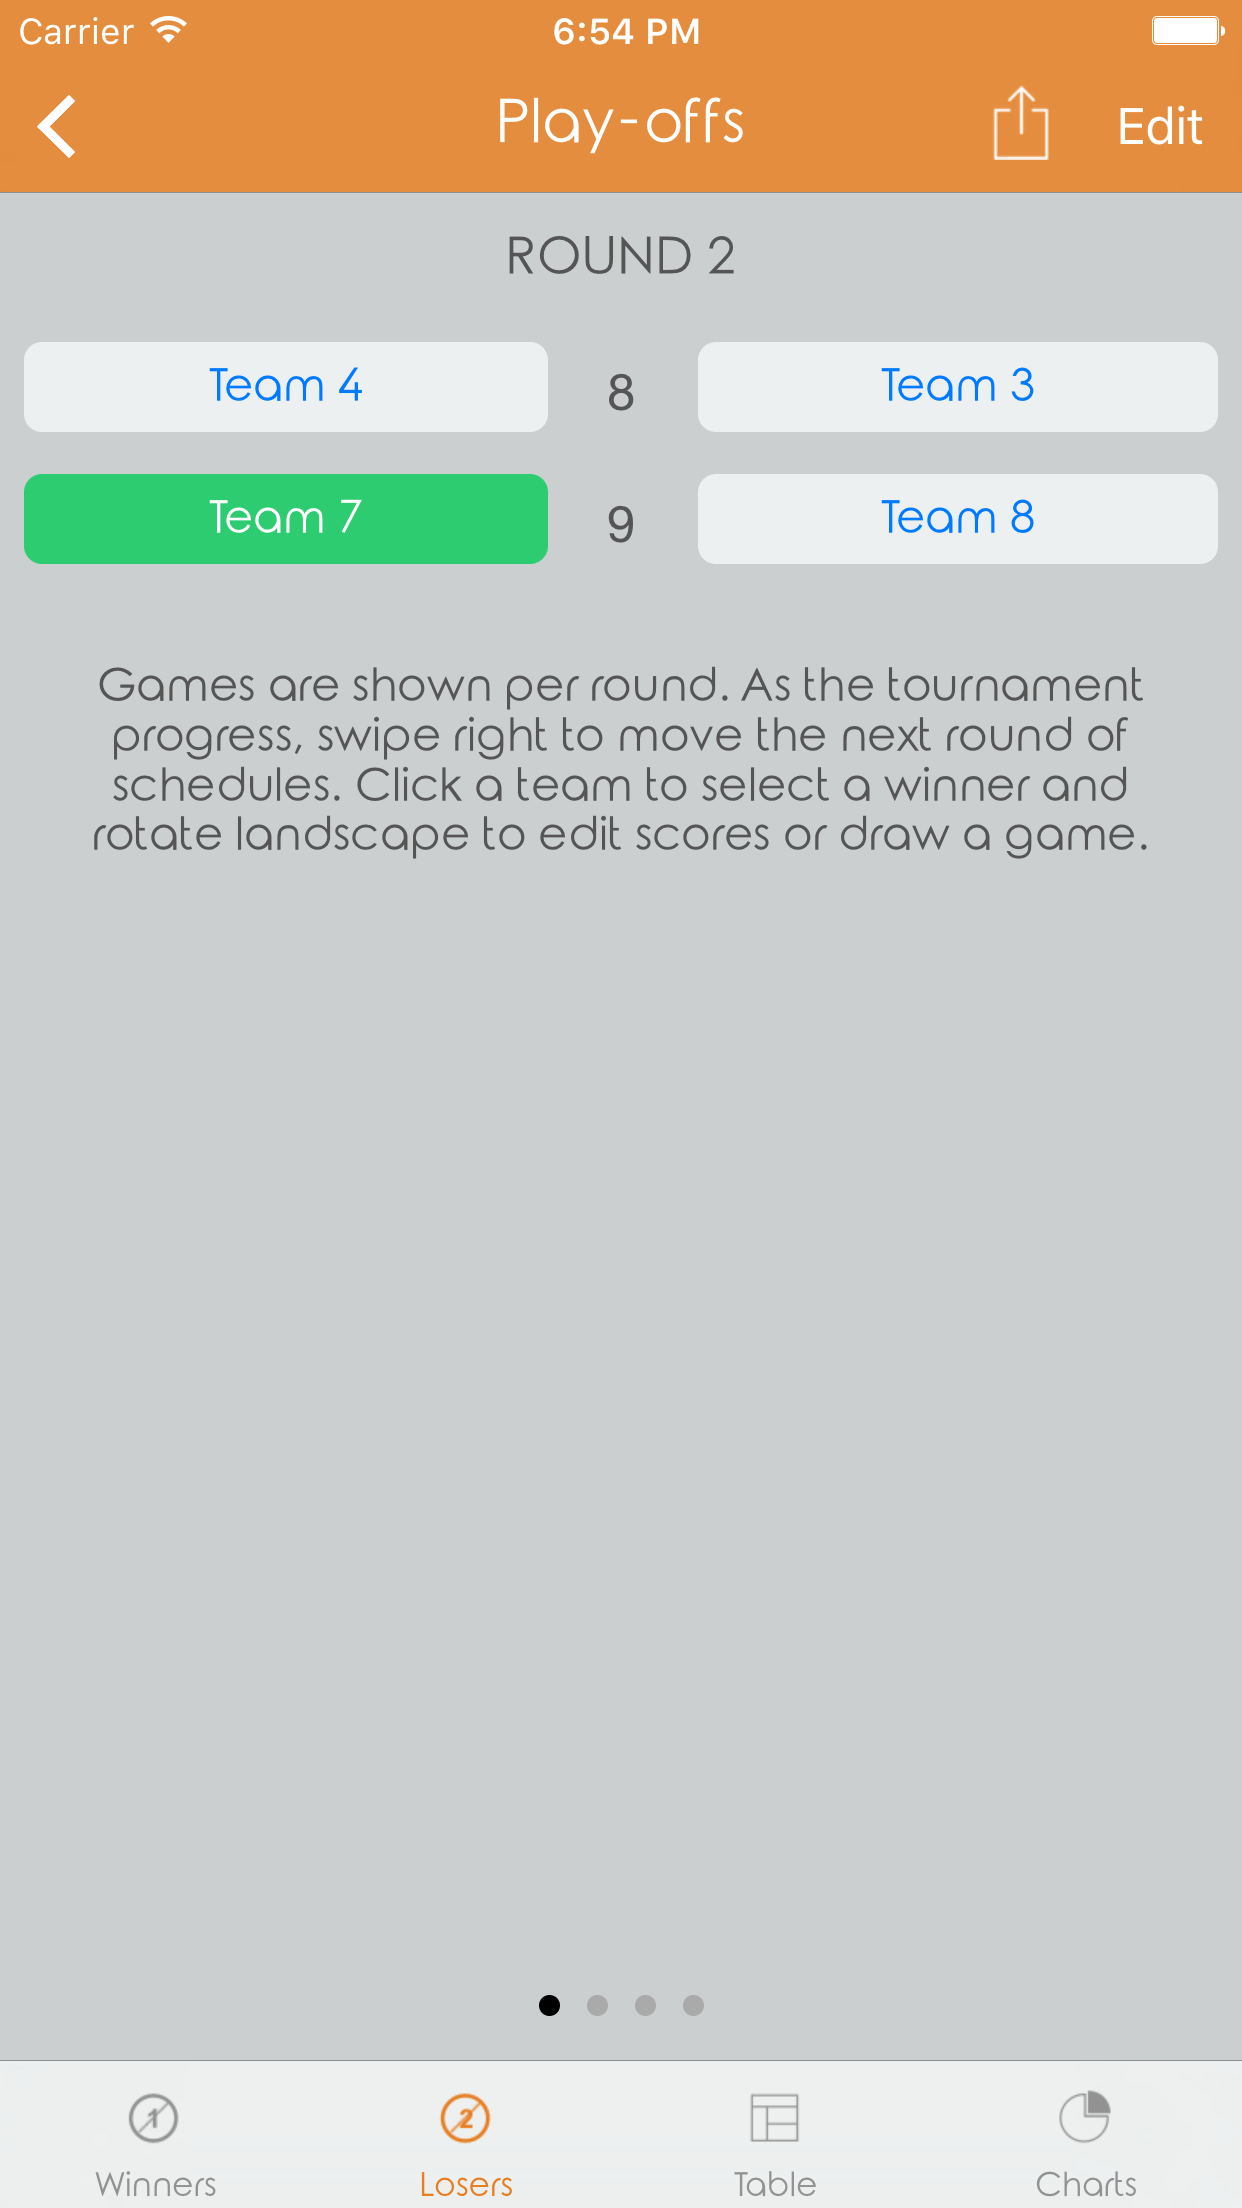 Carrier 6:54 PM
Play-offs Edit
ROUND 2
Team 4 8 Team 3
Team 7 9 Team 8
Games are shown per round. As the tournament
progress, swipe right to move the next round of
schedules. Click a team to select a winner and
rotate landscape to edit scores or draw a game.
1 2
Winners Losers Table Charts